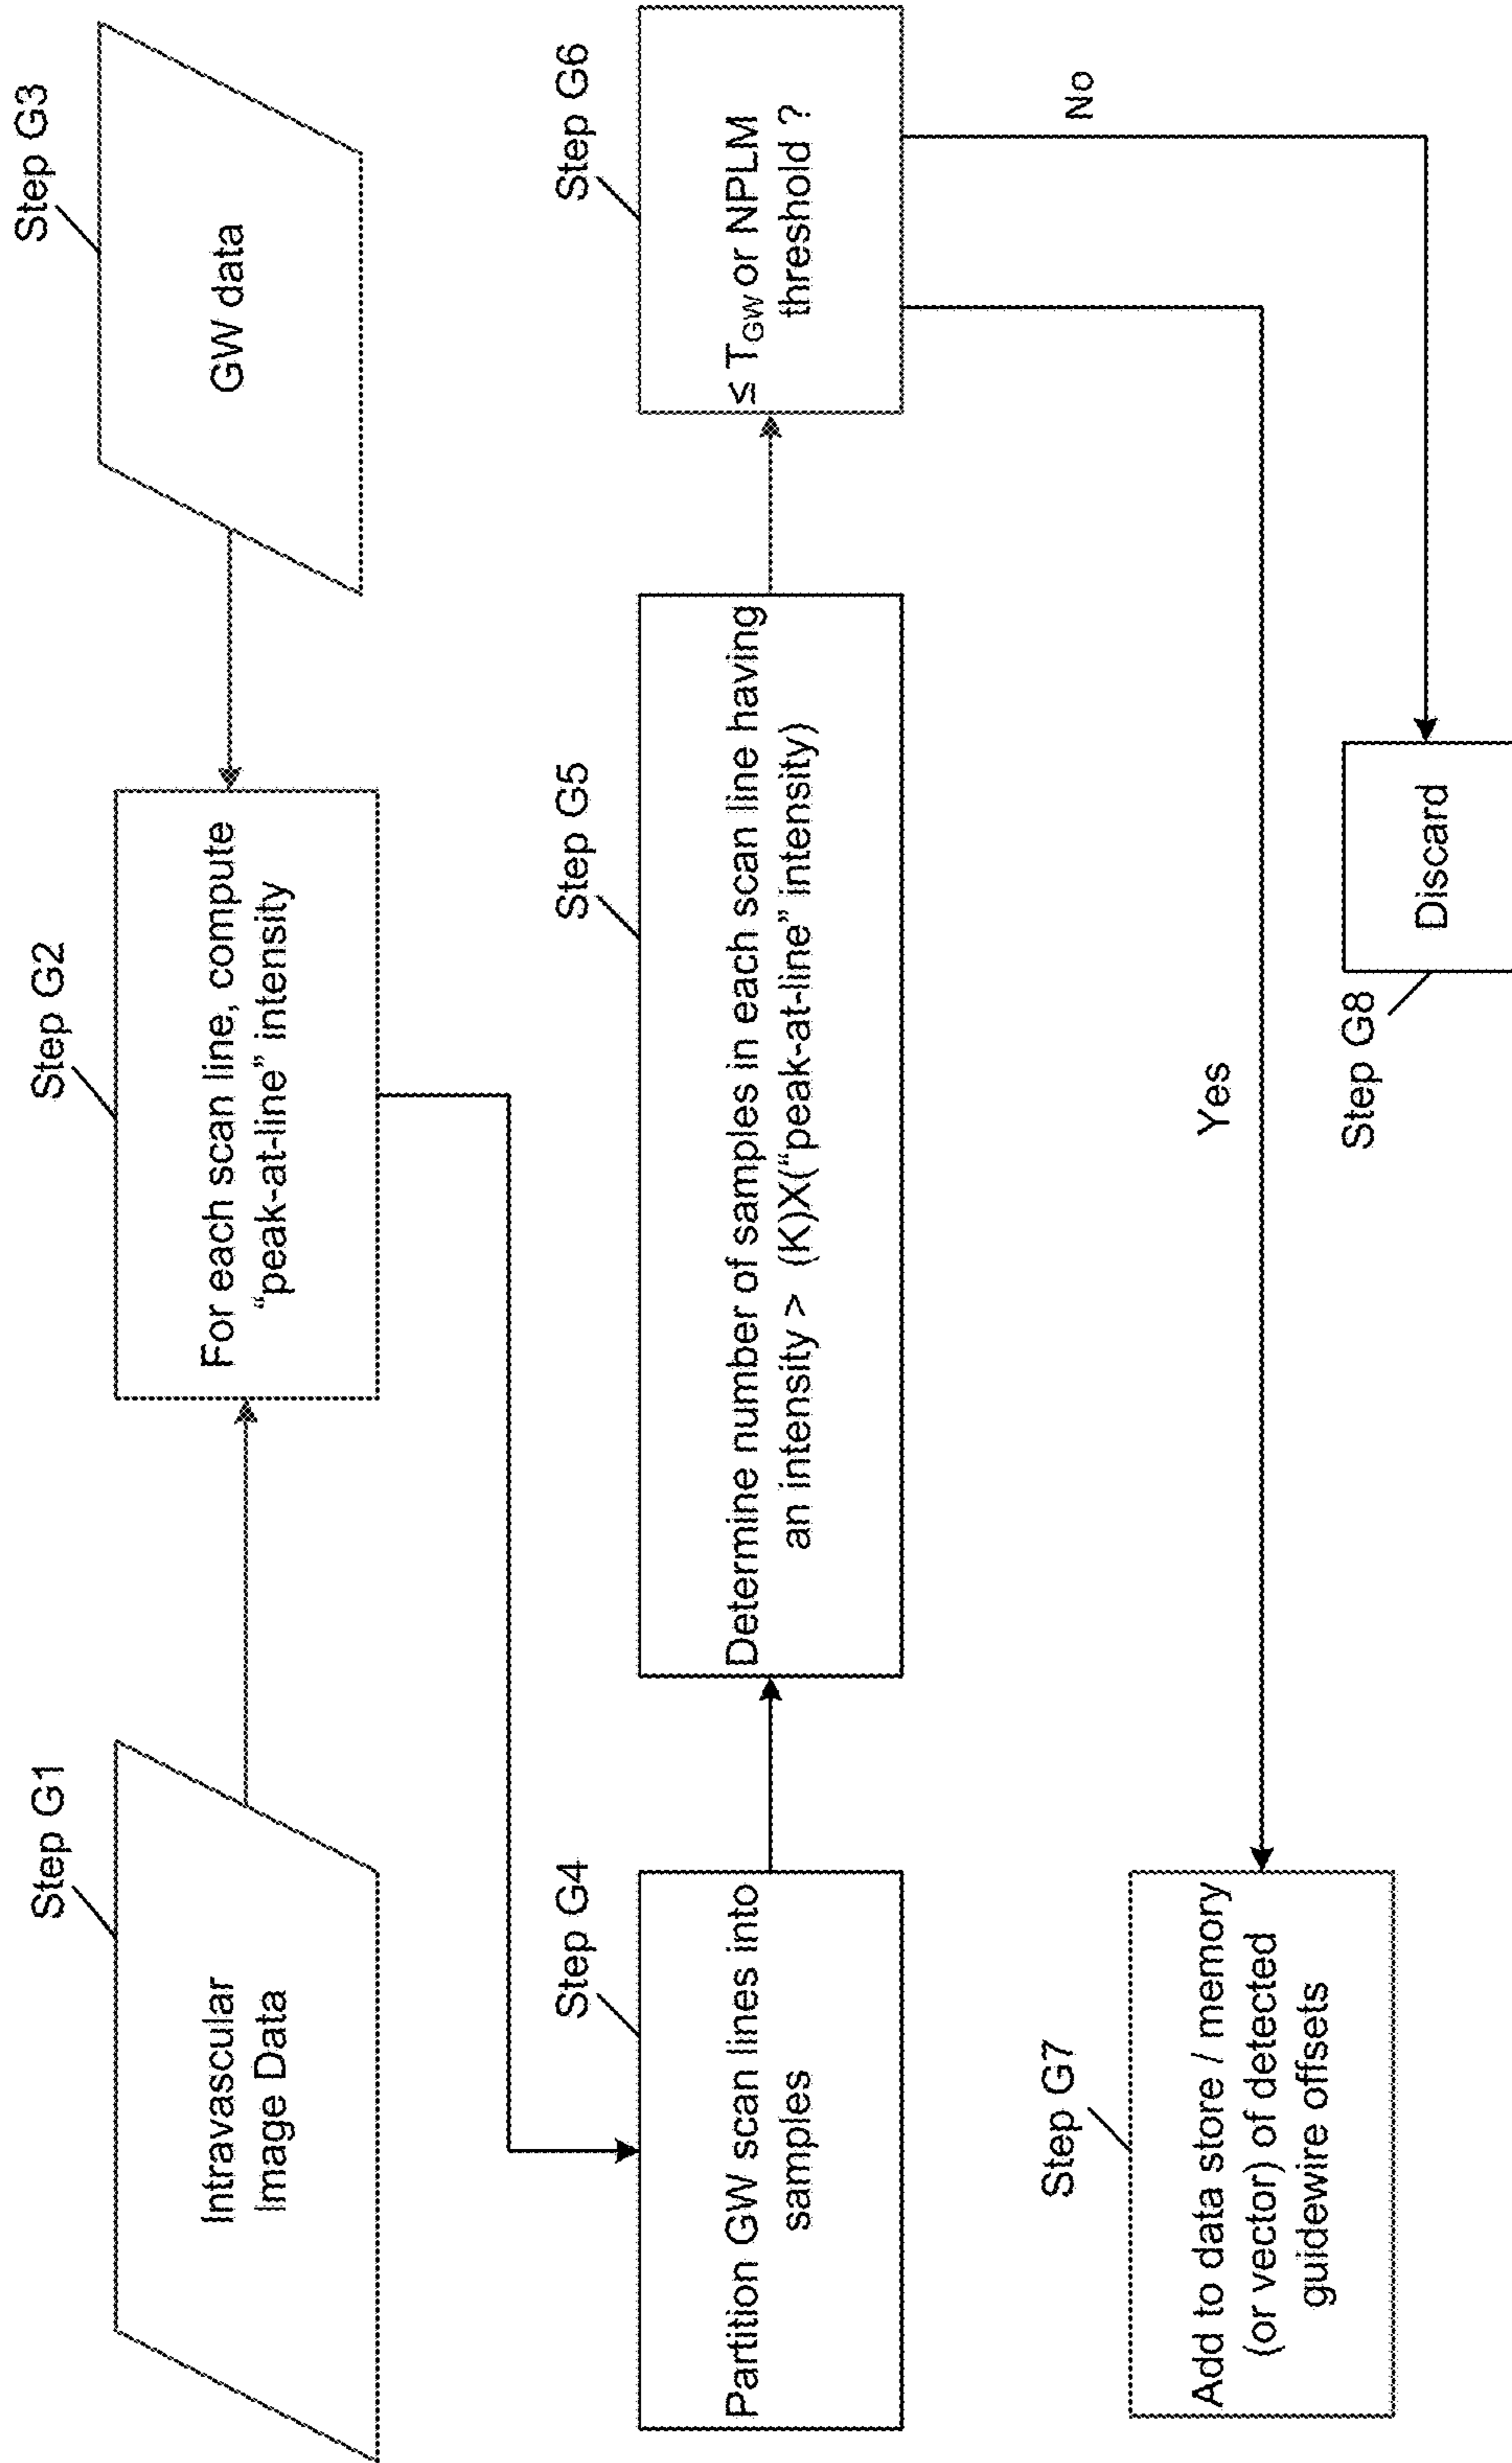 Step G1
Intravascular
Image Data
Step G2
For each scan line, compute
“peak-at-line” intensity
Step G3
GW data
Step G4
Partition GW scan lines into
samples
Step G5
Determine number of samples in each scan line having
an intensity > (K)X(“peak-at-line” intensity)
Step G6
≤ TGW or NPLM
threshold ?
Step G7
Add to data store / memory
(or vector) of detected
guidewire offsets
Yes
No
Step G8
Discard